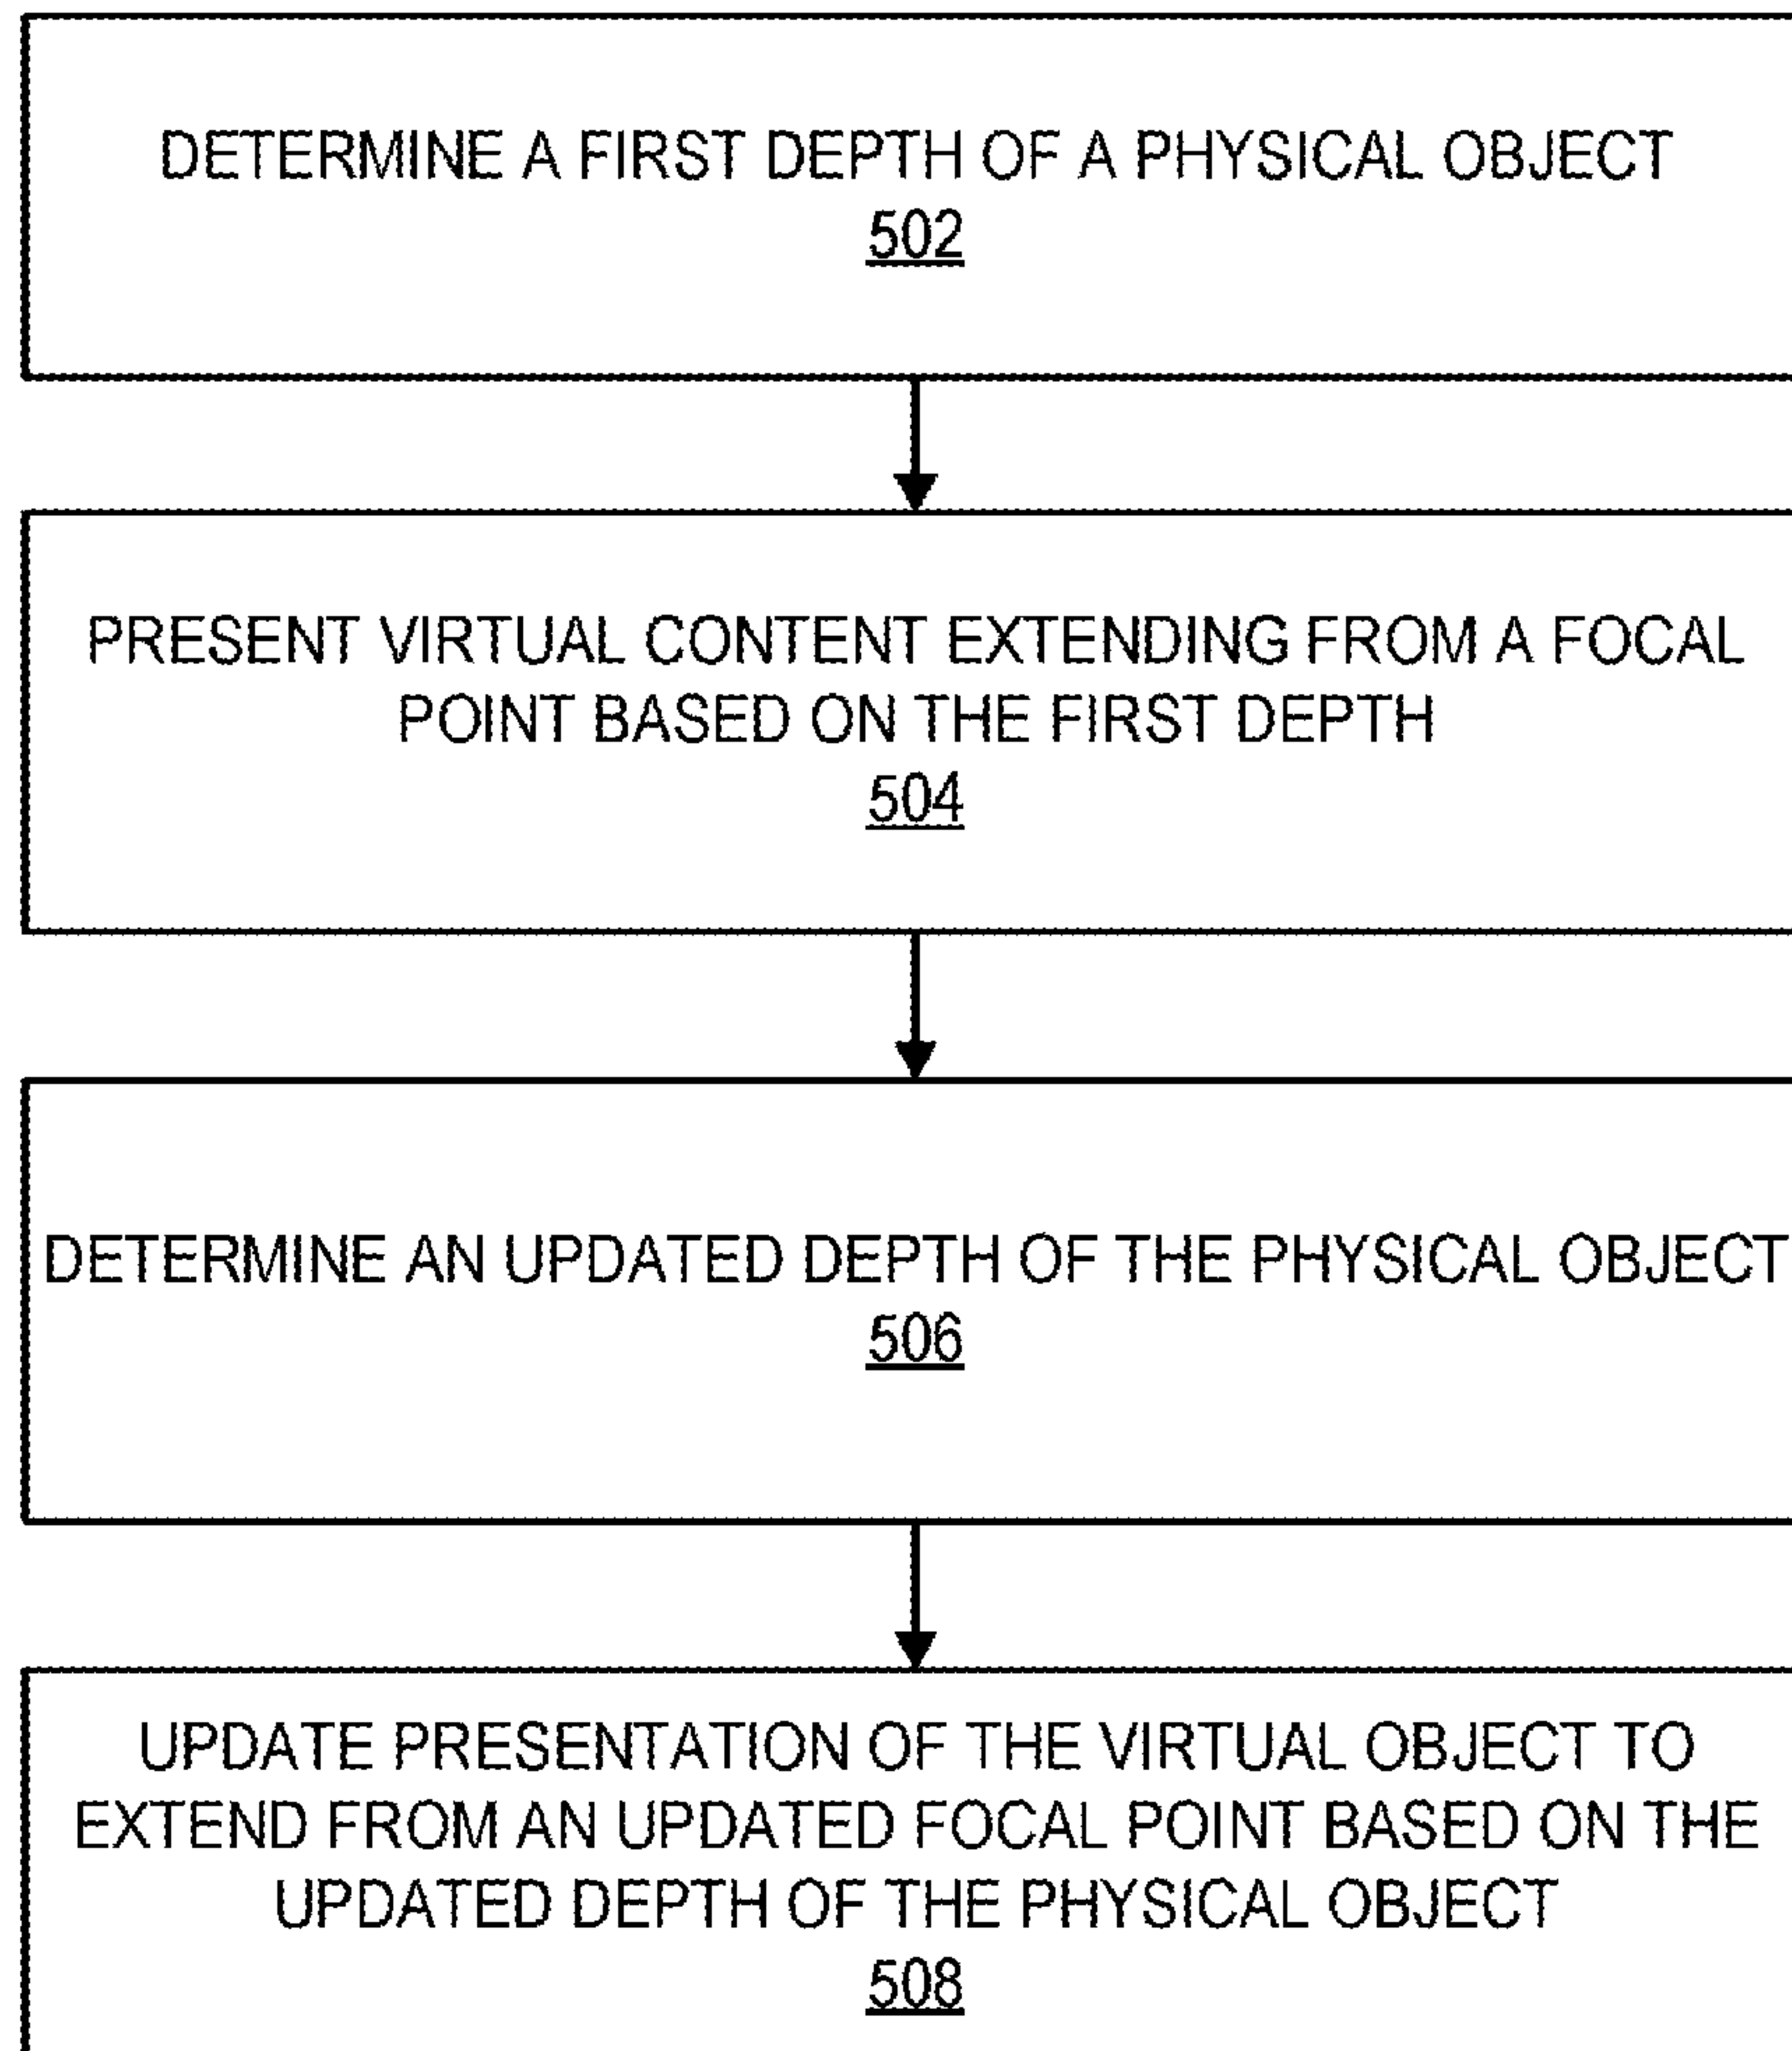 DETERMINE A FIRST DEPTH OF A PHYSICAL OBJECT
502
PRESENT VIRTUAL CONTENT EXTENDING FROM A FOCAL
POINT BASED ON THE FIRST DEPTH
504
DETERMINE AN UPDATED DEPTH OF THE PHYSICAL OBJECT
506
UPDATE PRESENTATION OF THE VIRTUAL OBJECT TO
EXTEND FROM AN UPDATED FOCAL POINT BASED ON THE
UPDATED DEPTH OF THE PHYSICAL OBJECT
508